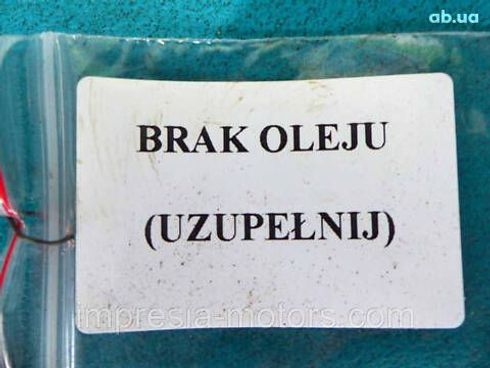 ab.ua
BRAK OLEJU
(UZUPEŁNIJ)
impresia-motors.com